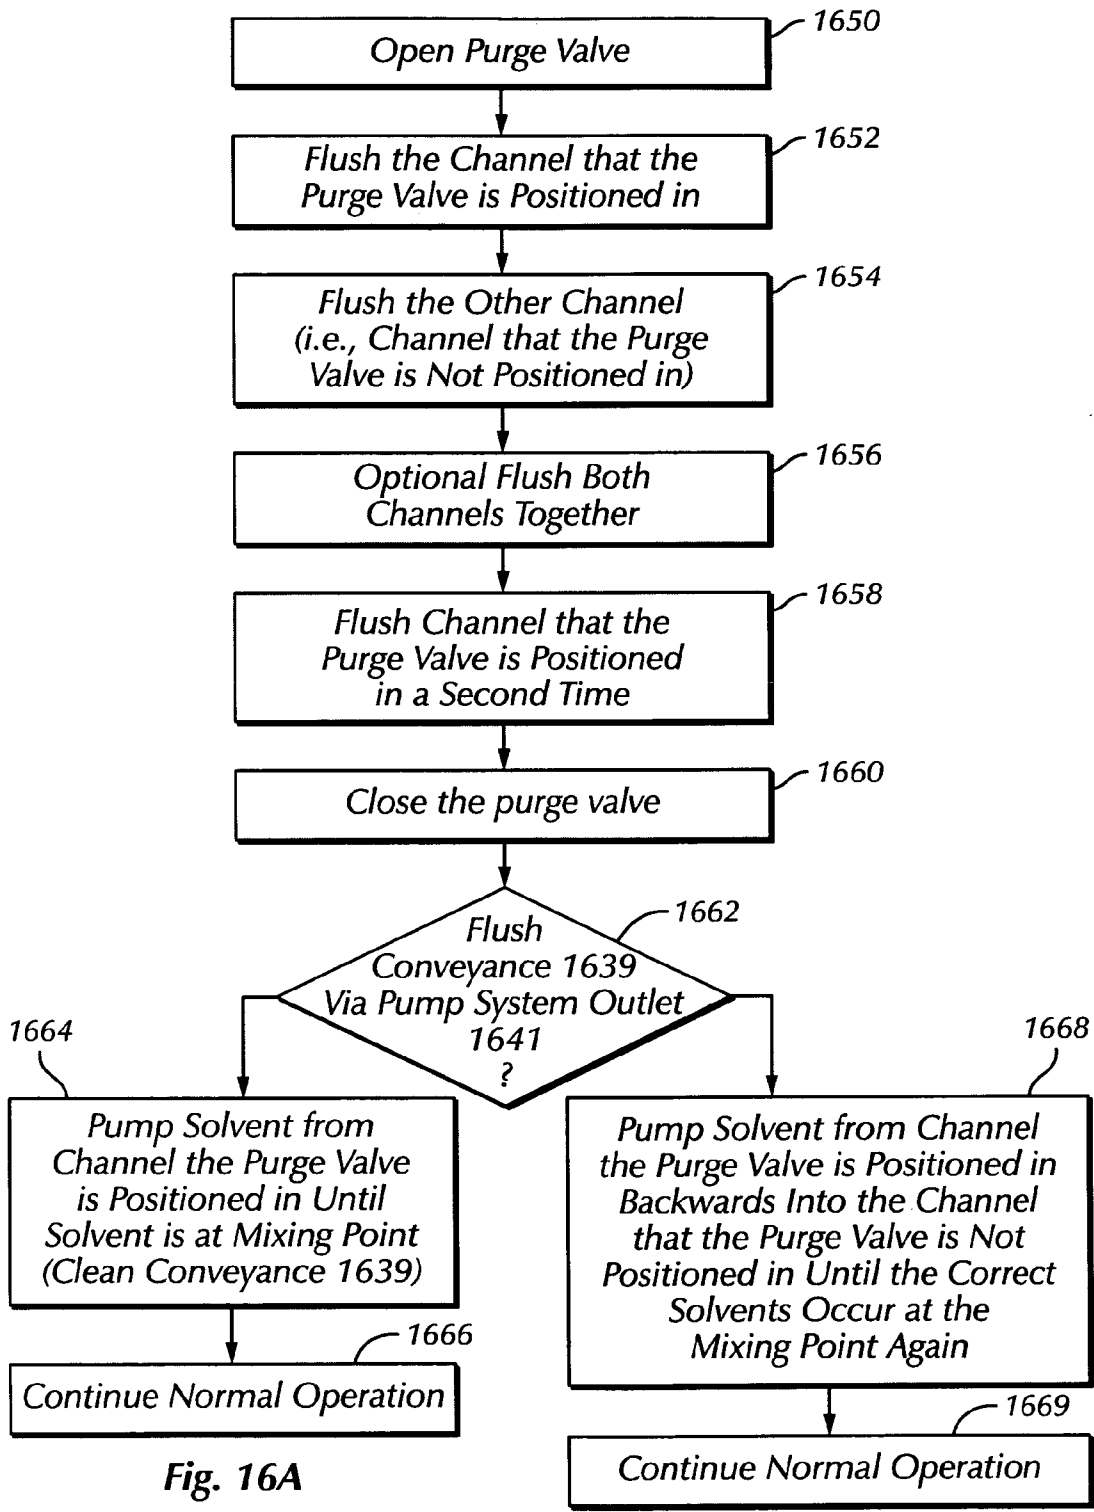 1650
Open Purge Valve
1652
Flush the Channel that the
Purge Valve is Positioned in
1654
Flush the Other Channel
(i.e., Channel that the Purge
Valve is Not Positioned in)
1656
Optional Flush Both
Channels Together
1658
Flush Channel that the
Purge Valve is Positioned
in a Second Time
1660
Close the purge valve
1662
Flush
Conveyance 1639
Via Pump System Outlet
1641
?
1664
Pump Solvent from
Channel the Purge Valve
is Positioned in Until
Solvent is at Mixing Point
(Clean Conveyance 1639)
1666
Continue Normal Operation
1668
Pump Solvent from Channel
the Purge Valve is Positioned in
Backwards Into the Channel
that the Purge Valve is Not
Positioned in Until the Correct
Solvents Occur at the
Mixing Point Again
1669
Continue Normal Operation
Fig. 16A